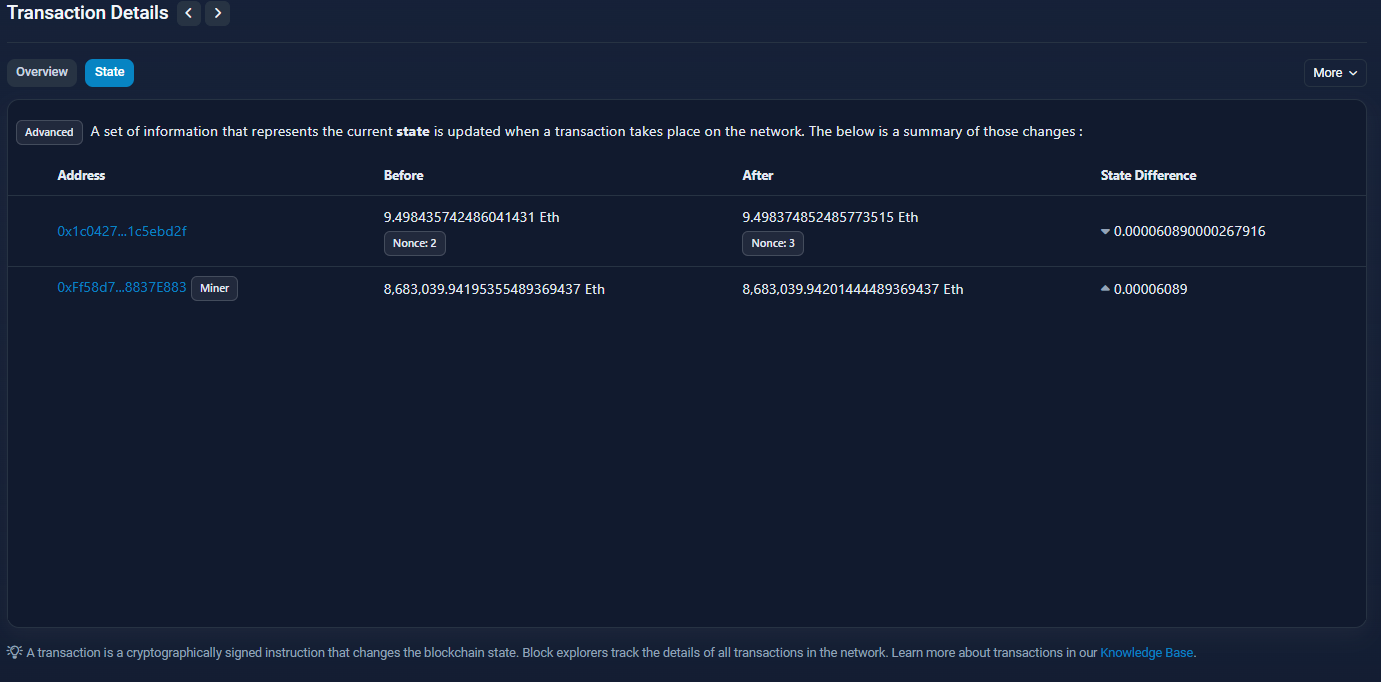 Transaction Details
Overview State More
Advanced A set of information that represents the current state is updated when a transaction takes place on the network. The below is a summary of those changes :
Address Before After State Difference
0x1c0427...1c5ebd2f 9.498435742486041431 Eth Nonce: 2 9.498374852485773515 Eth Nonce: 3 0.000060890000267916
0xFf58d7...8837E883 Miner 8,683,039.94195355489369437 Eth 8,683,039.94201444489369437 Eth 0.00006089
A transaction is a cryptographically signed instruction that changes the blockchain state. Block explorers track the details of all transactions in the network. Learn more about transactions in our Knowledge Base.